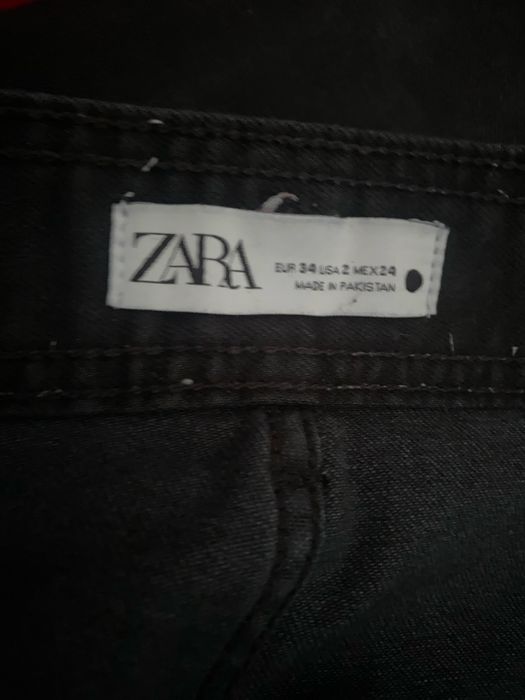 ZARA
EUR 34 USA 2 MEX 24
MADE IN PAKISTAN